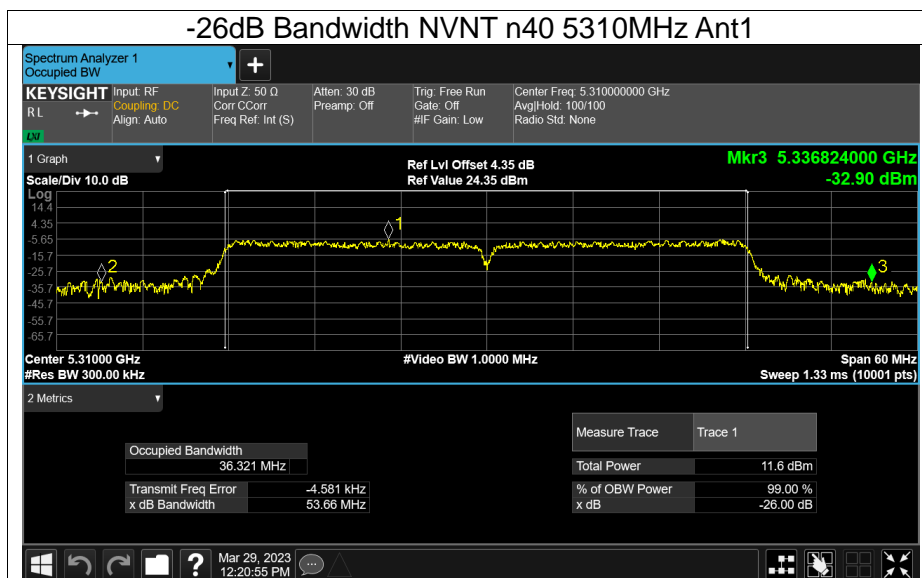 -26dB Bandwidth NVNT n40 5310MHz Ant1
Spectrum Analyzer 1
Occupied BW
+
KEYSIGHT
R L
LXI
Input: RF
Coupling: DC
Align: Auto
Input Z: 50 Ω
Corr CCorr
Freq Ref: Int (S)
Atten: 30 dB
Preamp: Off
Trig: Free Run
Gate: Off
#IF Gain: Low
Center Freq: 5.310000000 GHz
Avg|Hold: 100/100
Radio Std: None
1 Graph
Scale/Div 10.0 dB
Ref Lvl Offset 4.35 dB
Ref Value 24.35 dBm
Mkr3 5.336824000 GHz
-32.90 dBm
Log
14.4
4.35
-5.65
-15.7
-25.7
-35.7
-45.7
-55.7
-65.7
1
2
3
Center 5.31000 GHz
#Video BW 1.0000 MHz
Span 60 MHz
#Res BW 300.00 kHz
Sweep 1.33 ms (10001 pts)
2 Metrics
Measure Trace Trace 1
Occupied Bandwidth
36.321 MHz
Total Power 11.6 dBm
Transmit Freq Error -4.581 kHz
% of OBW Power 99.00 %
x dB Bandwidth 53.66 MHz
x dB -26.00 dB
?
Mar 29, 2023
12:20:55 PM